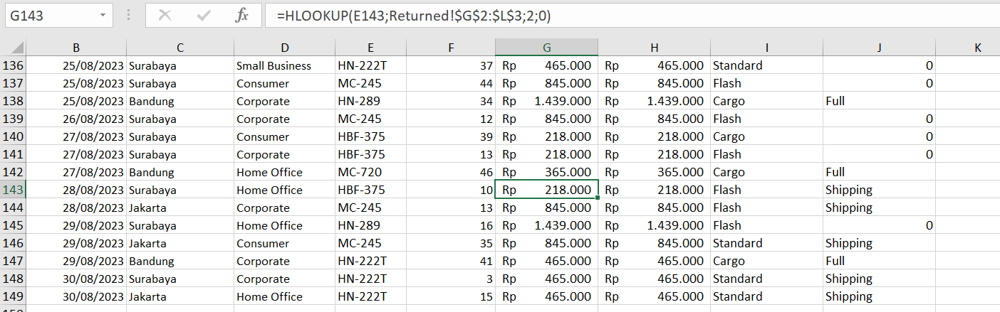 G143 fx =HLOOKUP(E143;Returned!$G$2:$L$3;2;0)
B C D E F G H I J K
136 25/08/2023 Surabaya Small Business HN-222T 37 Rp 465.000 Rp 465.000 Standard 0
137 25/08/2023 Surabaya Consumer MC-245 44 Rp 845.000 Rp 845.000 Flash 0
138 25/08/2023 Bandung Corporate HN-289 34 Rp 1.439.000 Rp 1.439.000 Cargo Full
139 26/08/2023 Surabaya Corporate MC-245 12 Rp 845.000 Rp 845.000 Flash 0
140 27/08/2023 Surabaya Consumer HBF-375 39 Rp 218.000 Rp 218.000 Cargo 0
141 27/08/2023 Surabaya Corporate HBF-375 13 Rp 218.000 Rp 218.000 Flash 0
142 27/08/2023 Bandung Home Office MC-720 46 Rp 365.000 Rp 365.000 Cargo Full
143 28/08/2023 Surabaya Home Office HBF-375 10 Rp 218.000 Rp 218.000 Flash Shipping
144 28/08/2023 Jakarta Corporate MC-245 13 Rp 845.000 Rp 845.000 Flash Shipping
145 29/08/2023 Surabaya Home Office HN-289 16 Rp 1.439.000 Rp 1.439.000 Flash 0
146 29/08/2023 Jakarta Consumer MC-245 35 Rp 845.000 Rp 845.000 Standard Shipping
147 29/08/2023 Bandung Corporate HN-222T 41 Rp 465.000 Rp 465.000 Cargo Full
148 30/08/2023 Surabaya Corporate HN-222T 3 Rp 465.000 Rp 465.000 Standard Shipping
149 30/08/2023 Jakarta Home Office HN-222T 15 Rp 465.000 Rp 465.000 Standard Shipping